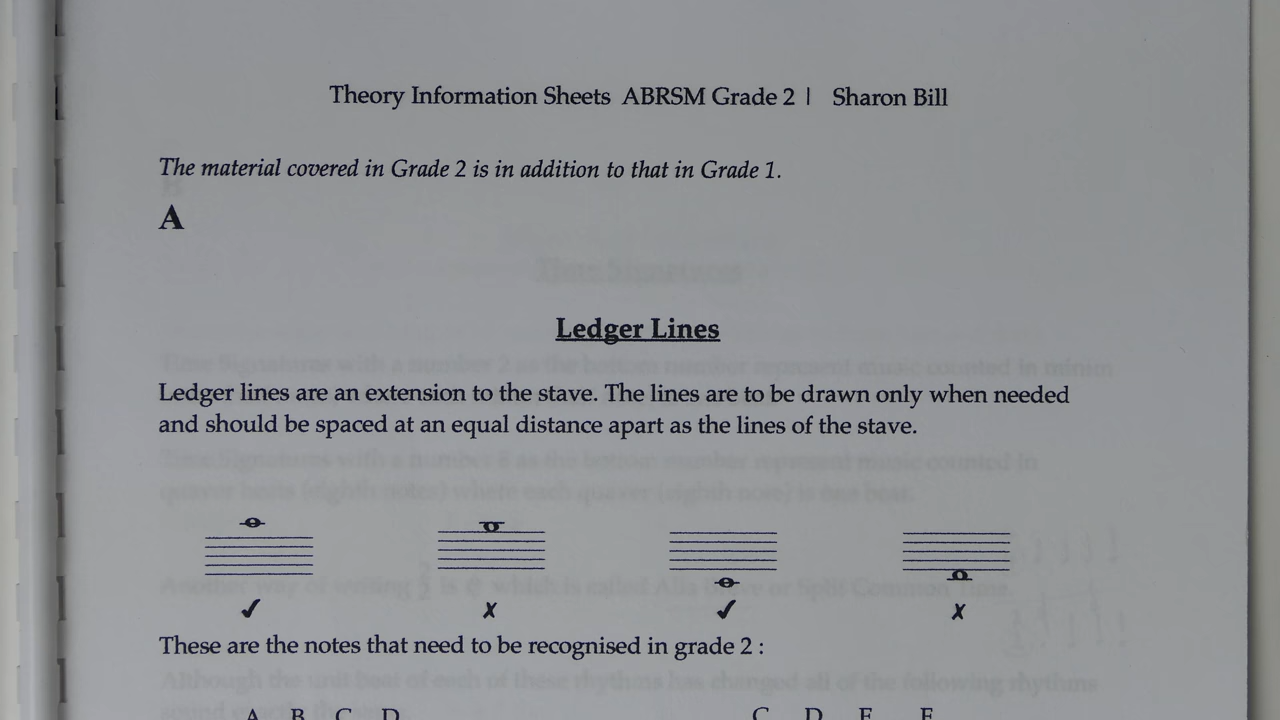 Theory Information Sheets ABRSM Grade 2 | Sharon Bill
The material covered in Grade 2 is in addition to that in Grade 1.
A
Ledger Lines
Ledger lines are an extension to the stave. The lines are to be drawn only when needed
and should be spaced at an equal distance apart as the lines of the stave.
✓ ✗ ✓ ✗
These are the notes that need to be recognised in grade 2 :
A B C D C D E F